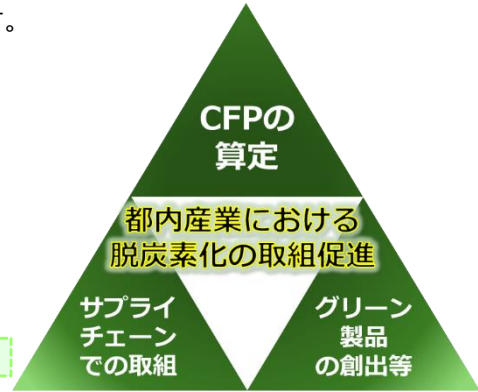 す。
CFPの
算定
都内産業における
脱炭素化の取組促進
サプライ
チェーン
での取組
グリーン
製品
の創出等